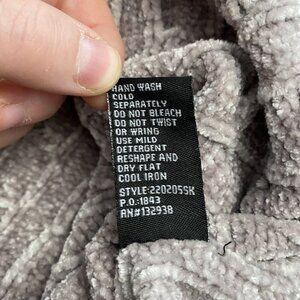 HAND WASH
COLD
SEPARATELY
DO NOT BLEACH
DO NOT TWIST
OR WRING
USE MILD
DETERGENT
RESHAPE AND
DRY FLAT
COOL IRON
STYLE:220205SK
P.O.:1843
RN#132938